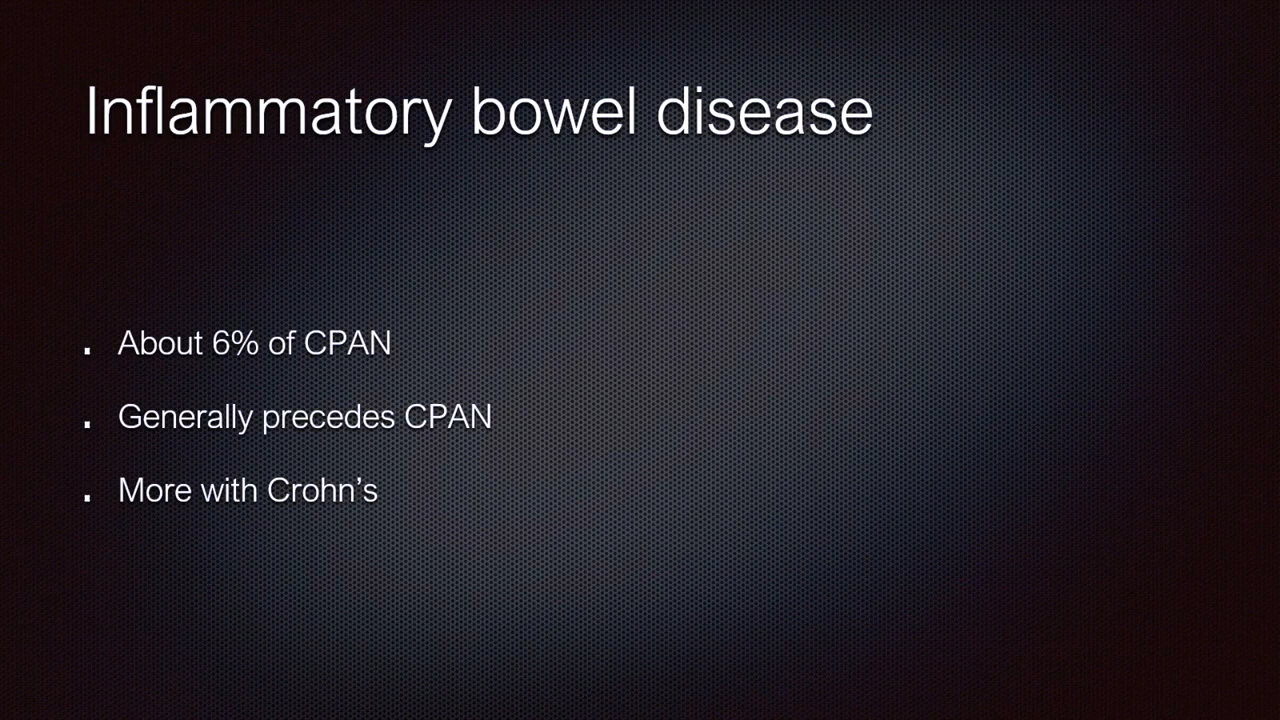 Inflammatory bowel disease
. About 6% of CPAN
. Generally precedes CPAN
. More with Crohn’s